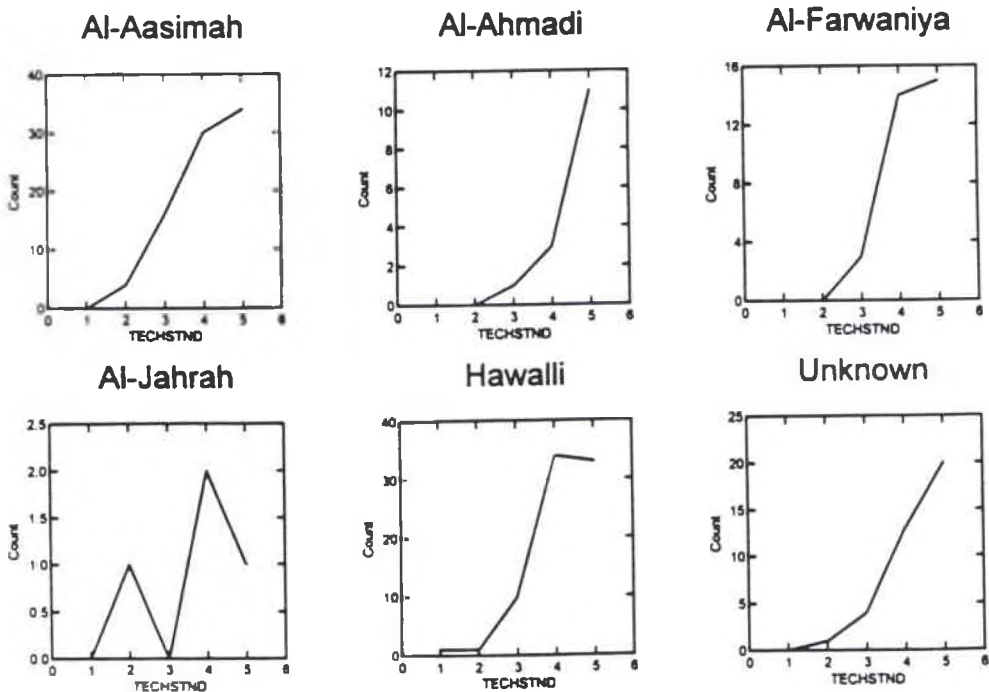 Al-Aasimah
40
30
20
10
0
Count
0 1 2 3 4 5 6
TECHSTND
Al-Ahmadi
12
10
8
6
4
2
0
Count
0 1 2 3 4 5 6
TECHSTND
Al-Farwaniya
16
12
8
4
0
Count
0 1 2 3 4 5 6
TECHSTND
Al-Jahrah
2.5
2.0
1.5
1.0
0.5
0.0
Count
0 1 2 3 4 5 6
TECHSTND
Hawalli
40
30
20
10
0
Count
0 1 2 3 4 5 6
TECHSTND
Unknown
25
20
15
10
5
0
Count
0 1 2 3 4 5 6
TECHSTND